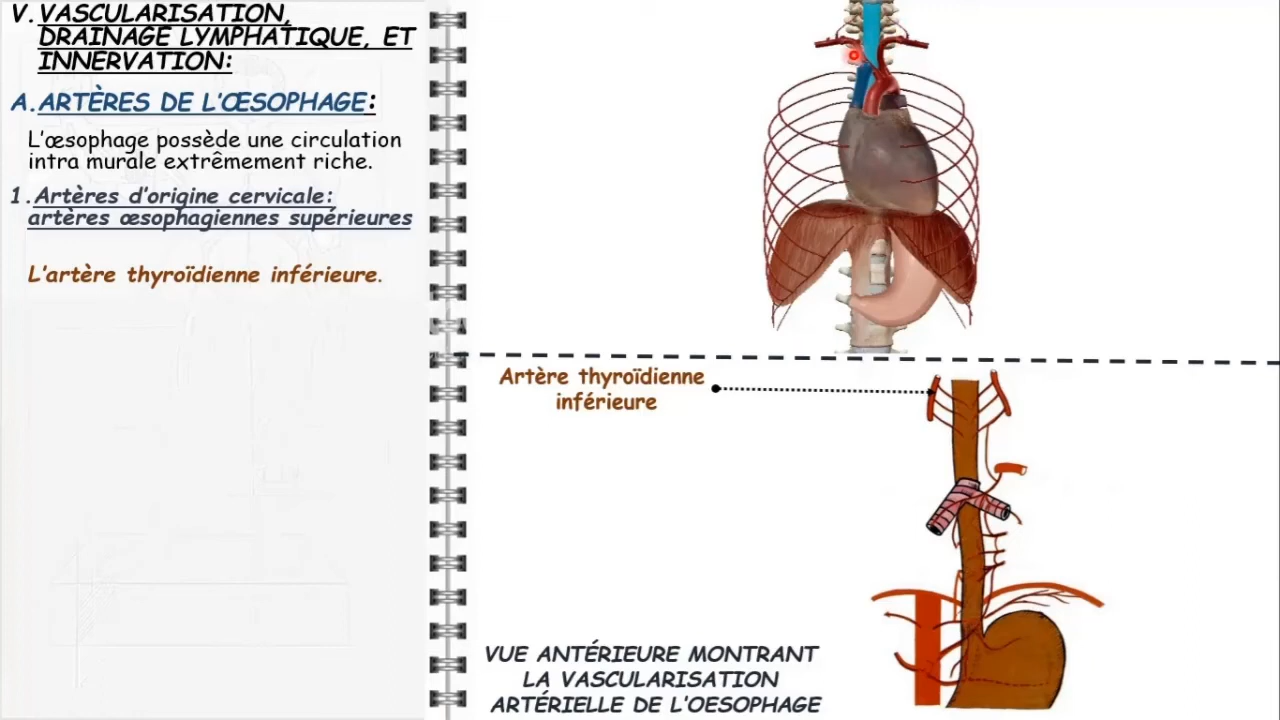 V. VASCULARISATION,
DRAINAGE LYMPHATIQUE, ET
INNERVATION:
A. ARTÈRES DE L'ŒSOPHAGE:
L'œsophage possède une circulation
intra murale extrêmement riche.
1. Artères d'origine cervicale:
artères œsophagiennes supérieures
L'artère thyroïdienne inférieure.
Artère thyroïdienne
inférieure
VUE ANTÉRIEURE MONTRANT
LA VASCULARISATION
ARTÉRIELLE DE L'OESOPHAGE